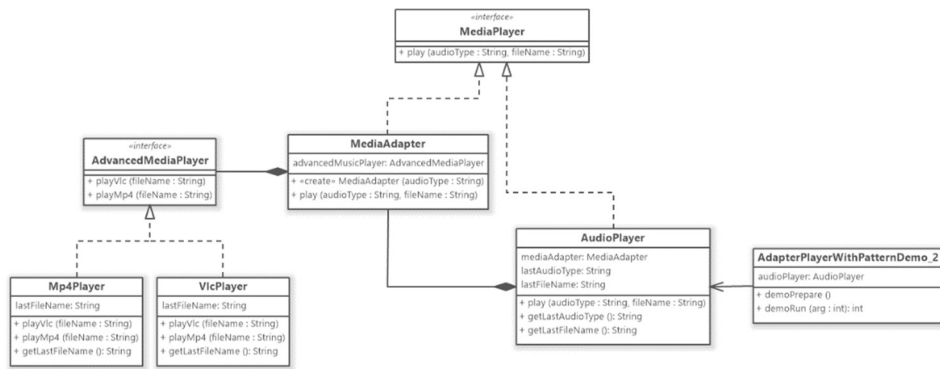 «interface»
MediaPlayer
+ play (audioType : String, fileName : String)
«interface»
AdvancedMediaPlayer
+ playVlc (fileName : String)
+ playMp4 (fileName : String)
MediaAdapter
advancedMusicPlayer: AdvancedMediaPlayer
+ «create» MediaAdapter (audioType : String)
+ play (audioType : String, fileName : String)
AudioPlayer
mediaAdapter: MediaAdapter
lastAudioType: String
lastFileName: String
+ play (audioType : String, fileName : String)
+ getLastAudioType (): String
+ getLastFileName (): String
AdapterPlayerWithPatternDemo_2
audioPlayer: AudioPlayer
+ demoPrepare ()
+ demoRun (arg : int): int
Mp4Player
lastFileName: String
+ playVlc (fileName : String)
+ playMp4 (fileName : String)
+ getLastFileName (): String
VlcPlayer
lastFileName: String
+ playVlc (fileName : String)
+ playMp4 (fileName : String)
+ getLastFileName (): String